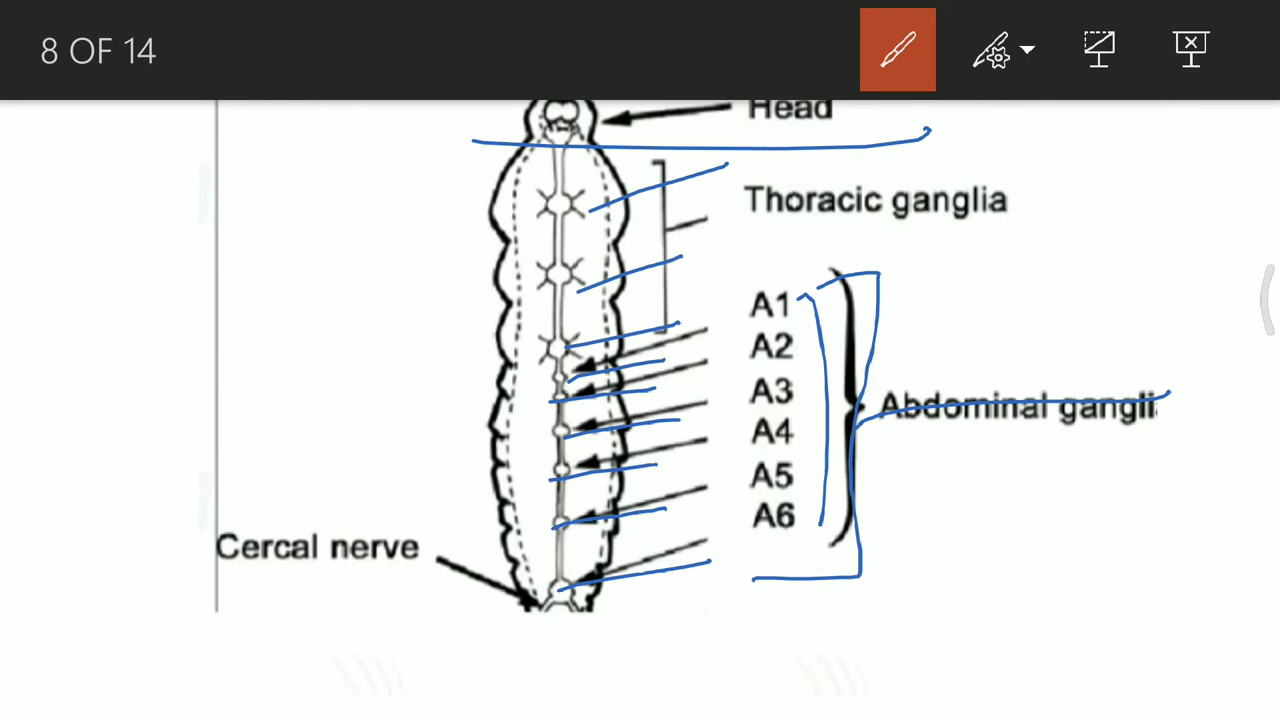 8 OF 14
Head
Thoracic ganglia
A1
A2
A3
A4
A5
A6
Abdominal gangli
Cercal nerve